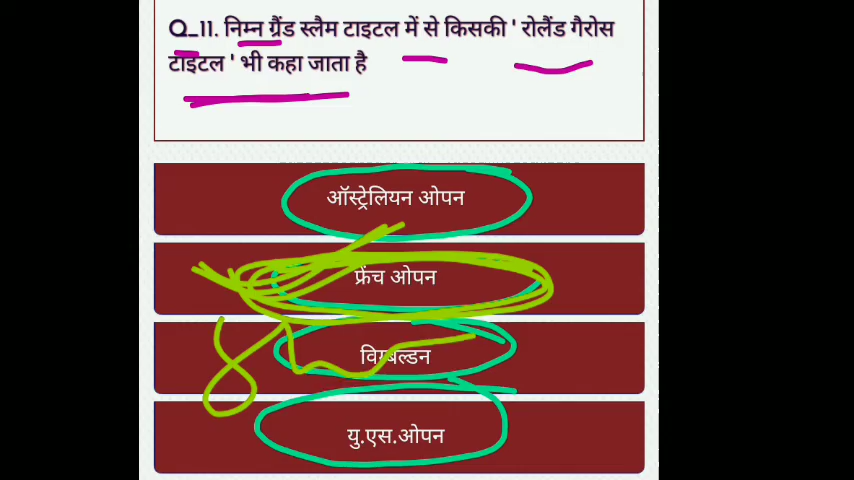 Q_11. निम्न ग्रैंड स्लैम टाइटल में से किसकी ' रोलैंड गैरोस
टाइटल ' भी कहा जाता है
ऑस्ट्रेलियन ओपन
फ्रेंच ओपन
विम्बल्डन
यु.एस.ओपन